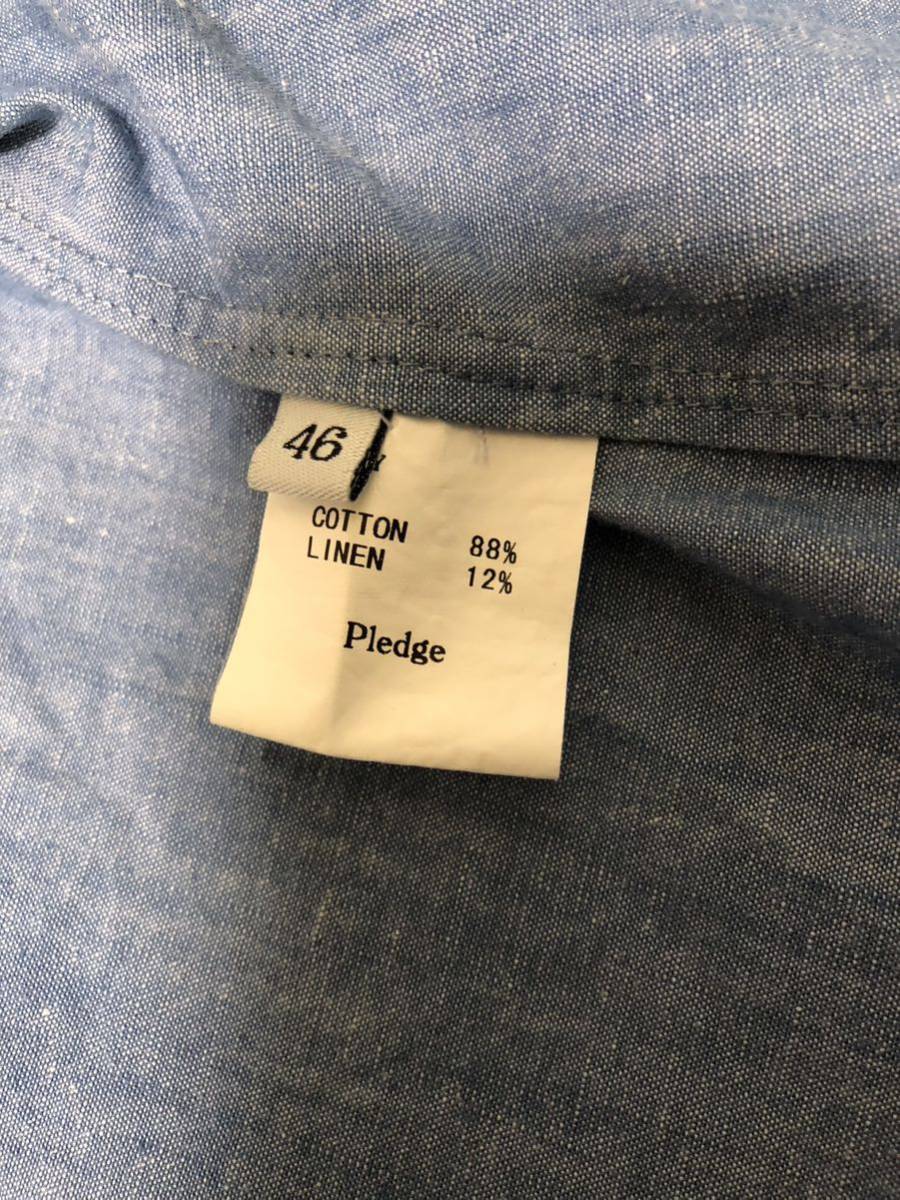 46
COTTON 88%
LINEN 12%
Pledge